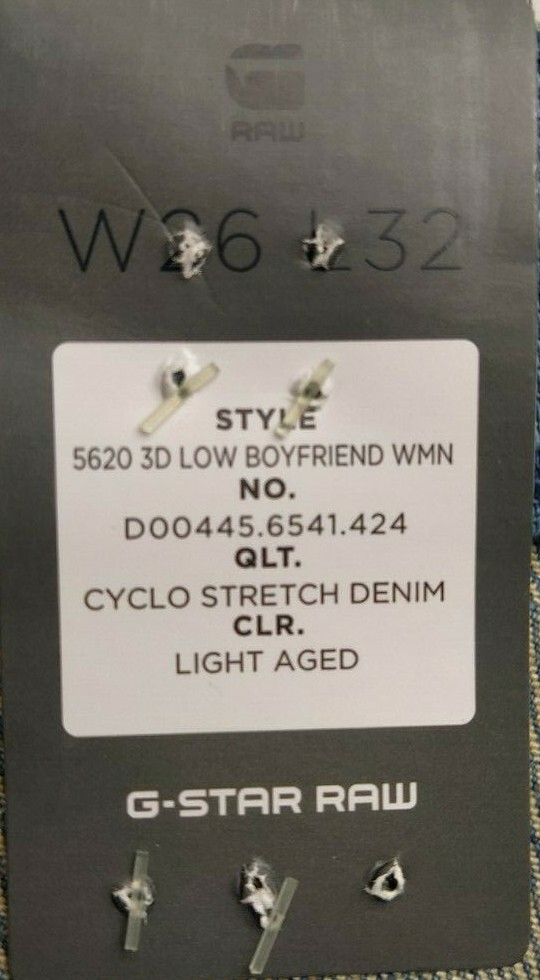 RAW
W26 L32
STYLE
5620 3D LOW BOYFRIEND WMN
NO.
D00445.6541.424
QLT.
CYCLO STRETCH DENIM
CLR.
LIGHT AGED
G-STAR RAW